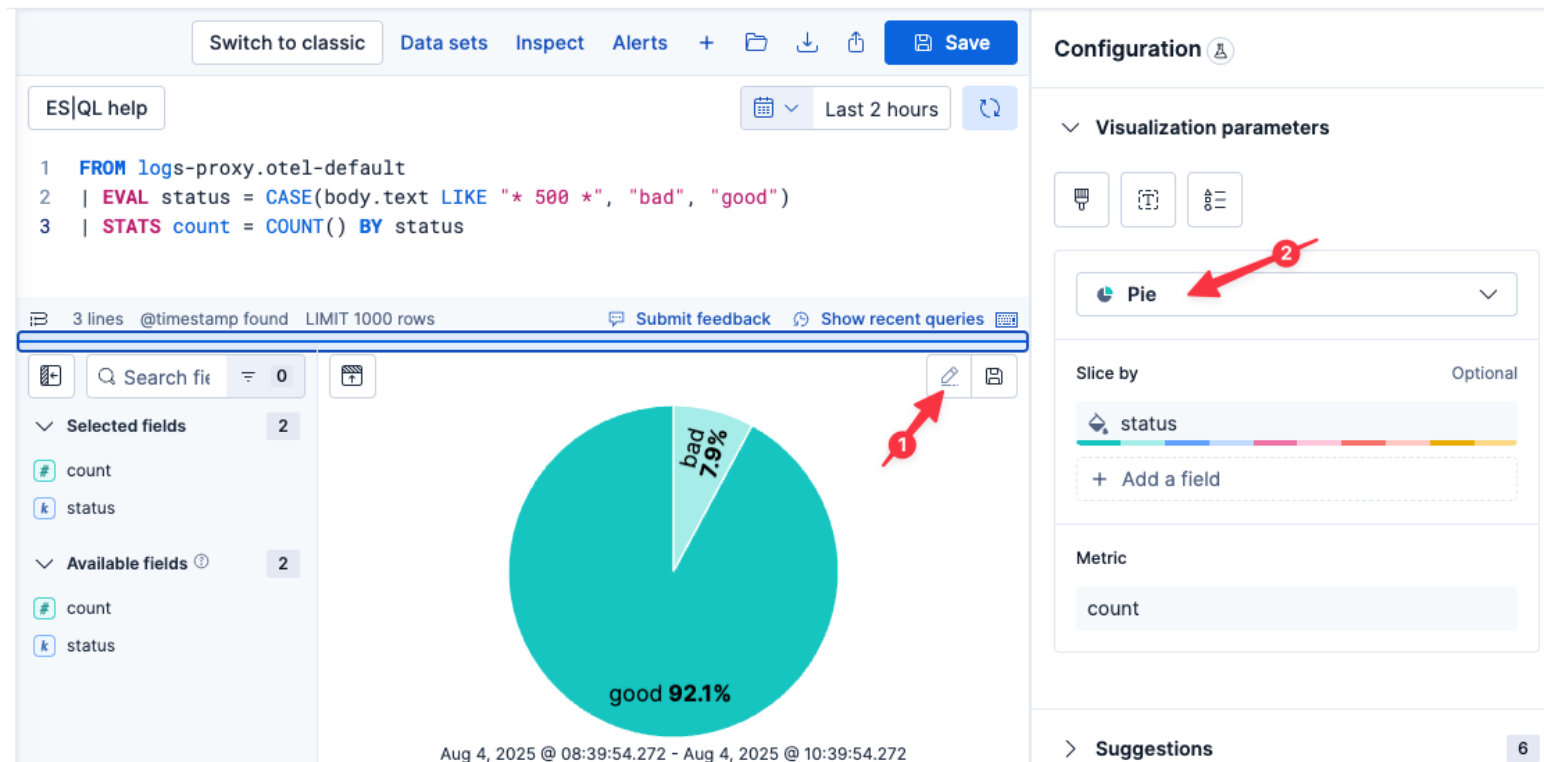 Switch to classic Data sets Inspect Alerts + Save
ES|QL help Last 2 hours
1 FROM logs-proxy.otel-default
2 | EVAL status = CASE(body.text LIKE "* 500 *", "bad", "good")
3 | STATS count = COUNT() BY status
3 lines @timestamp found LIMIT 1000 rows Submit feedback Show recent queries
Search fie 0
Selected fields 2
# count
k status
Available fields 2
# count
k status
1
bad
7.9%
good 92.1%
Aug 4, 2025 @ 08:39:54.272 - Aug 4, 2025 @ 10:39:54.272
Configuration
Visualization parameters
2
Pie
Slice by Optional
status
+ Add a field
Metric
count
Suggestions 6